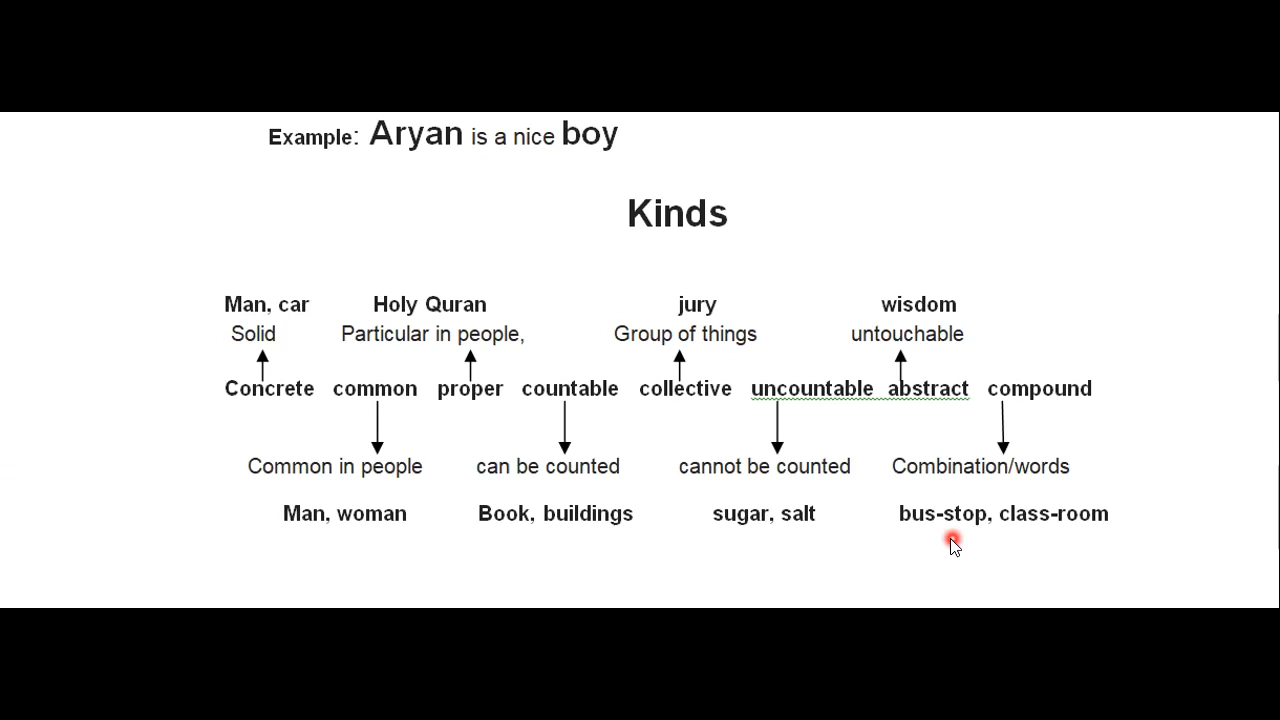 Example: Aryan is a nice boy
Kinds
Man, car Holy Quran jury wisdom
Solid Particular in people, Group of things untouchable
Concrete common proper countable collective uncountable abstract compound
Common in people can be counted cannot be counted Combination/words
Man, woman Book, buildings sugar, salt bus-stop, class-room